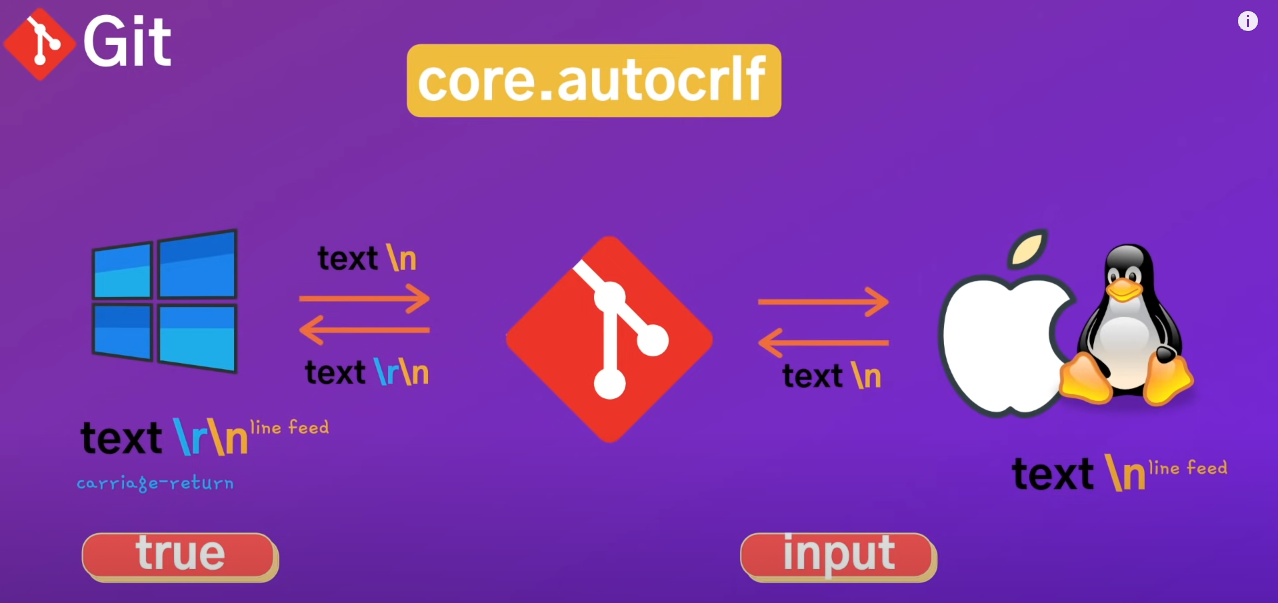 Git
core.autocrlf
text \n
text \r\n
text \n
text \r\n line feed
carriage-return
text \n line feed
true
input
i